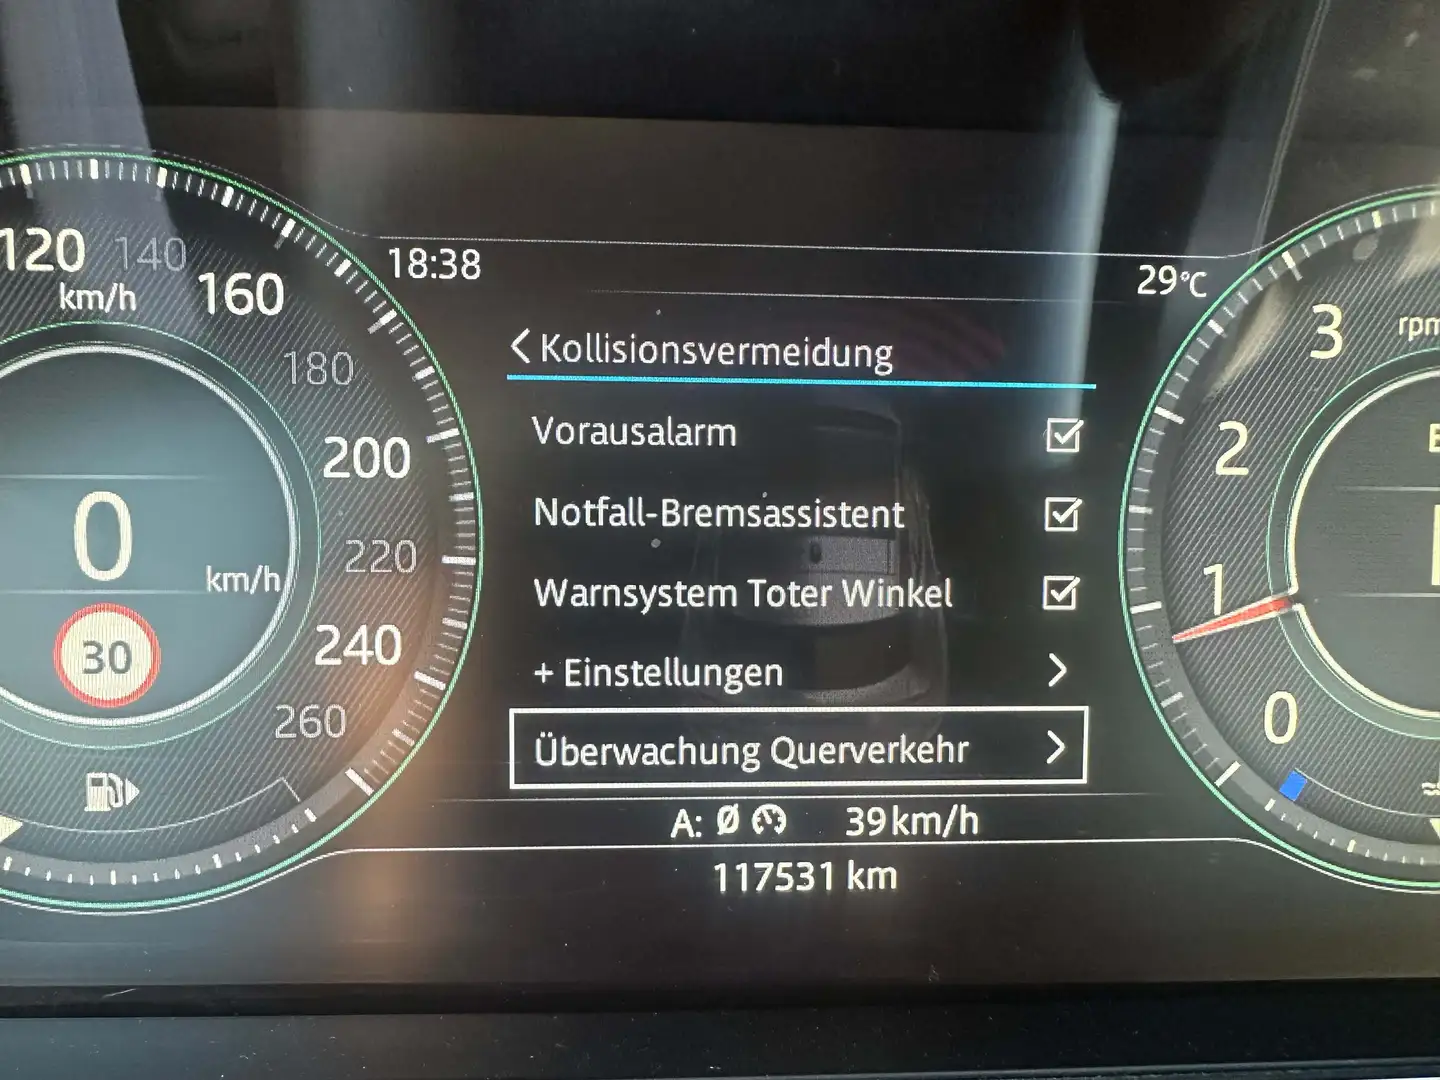 18:38
29°C
120
140
160
km/h
180
200
220
240
260
0
km/h
30
< Kollisionsvermeidung
Vorausalarm
Notfall-Bremsassistent
Warnsystem Toter Winkel
+ Einstellungen >
Überwachung Querverkehr >
A: Ø 39 km/h
117531 km
3
rpm
2
1
0